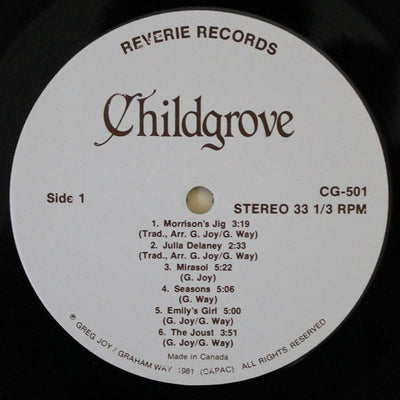 REVERIE RECORDS
Childgrove
Side 1
CG-501
STEREO 33 1/3 RPM
1. Morrison's Jig 3:19
(Trad., Arr. G. Joy/G. Way)
2. Julia Delaney 2:33
(Trad., Arr. G. Joy/G. Way)
3. Mirasol 5:22
(G. Joy)
4. Seasons 5:06
(G. Way)
5. Emily's Girl 5:00
(G. Joy/G. Way)
6. The Joust 3:51
(G. Joy/G. Way)
Made in Canada
℗ GREG JOY / GRAHAM WAY 1981 (CAPAC) ALL RIGHTS RESERVED